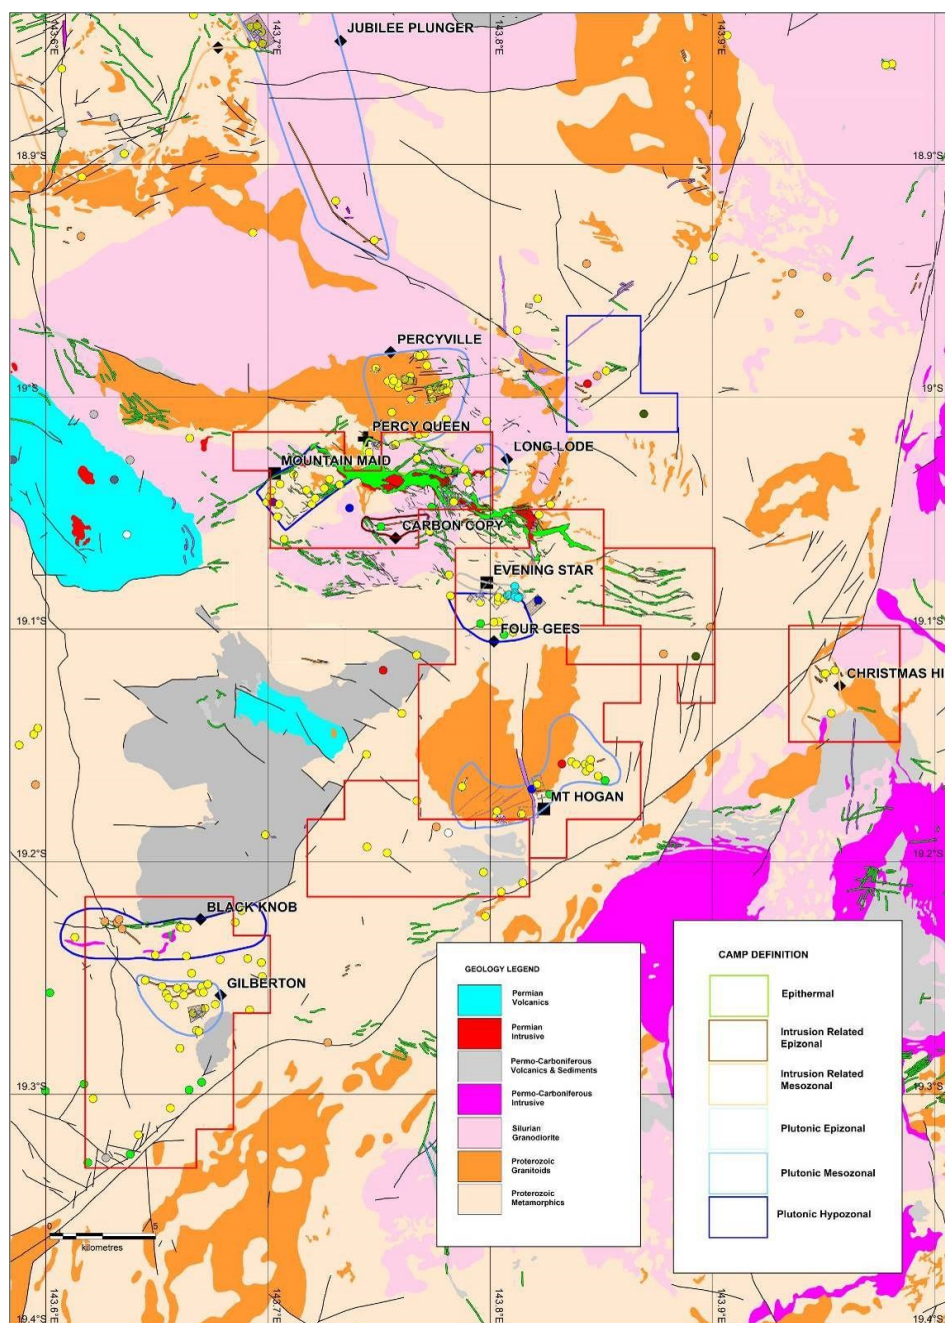 143.6°E
143.7°E
JUBILEE PLUNGER
143.8°E
143.9°E
18.9°S
18.9°S
PERCYVILLE
19°S
19°S
PERCY QUEEN
MOUNTAIN MAID
LONG LODE
CARBON COPY
EVENING STAR
19.1°S
19.1°S
FOUR GEES
CHRISTMAS HI
MT HOGAN
19.2°S
19.2°S
BLACK KNOB
GILBERTON
GEOLOGY LEGEND
Permian
Volcanics
Permian
Intrusive
Permo-Carboniferous
Volcanics & Sediments
Permo-Carboniferous
Intrusive
Silurian
Granodiorite
Proterozoic
Granitoids
Proterozoic
Metamorphics
CAMP DEFINITION
Epithermal
Intrusion Related
Epizonal
Intrusion Related
Mesozonal
Plutonic Epizonal
Plutonic Mesozonal
Plutonic Hypozonal
19.3°S
19.3°S
0 5
kilometres
143.6°E
143.7°E
143.8°E
143.9°E
19.4°S
19.4°S